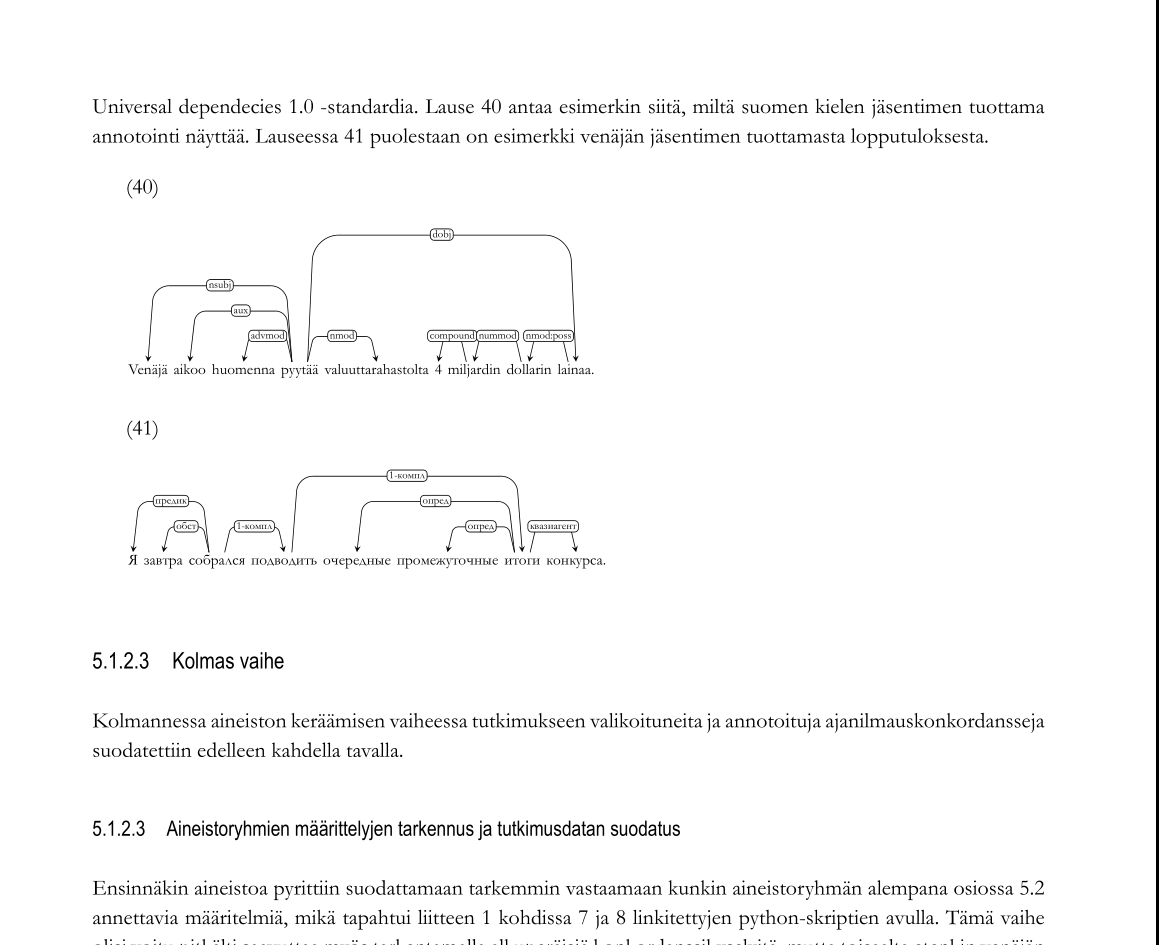 Universal dependecies 1.0 -standardia. Lause 40 antaa esimerkin siitä, miltä suomen kielen jäsentimen tuottama
annotointi näyttää. Lauseessa 41 puolestaan on esimerkki venäjän jäsentimen tuottamasta lopputuloksesta.
(40)
dobj
nsubj
aux
advmod nmod compound nummod nmod:poss
Venäjä aikoo huomenna pyytää valuuttarahastolta 4 miljardin dollarin lainaa.
(41)
1-компл
предик опред
обст 1-компл опред квазиагент
Я завтра собрался подводить очередные промежуточные итоги конкурса.
5.1.2.3 Kolmas vaihe
Kolmannessa aineiston keräämisen vaiheessa tutkimukseen valikoituneita ja annotoituja ajanilmauskonkordansseja
suodatettiin edelleen kahdella tavalla.
5.1.2.3 Aineistoryhmien määrittelyjen tarkennus ja tutkimusdatan suodatus
Ensinnäkin aineistoa pyrittiin suodattamaan tarkemmin vastaamaan kunkin aineistoryhmän alempana osiossa 5.2
annettavia määritelmiä, mikä tapahtui liitteen 1 kohdissa 7 ja 8 linkitettyjen python-skriptien avulla. Tämä vaihe